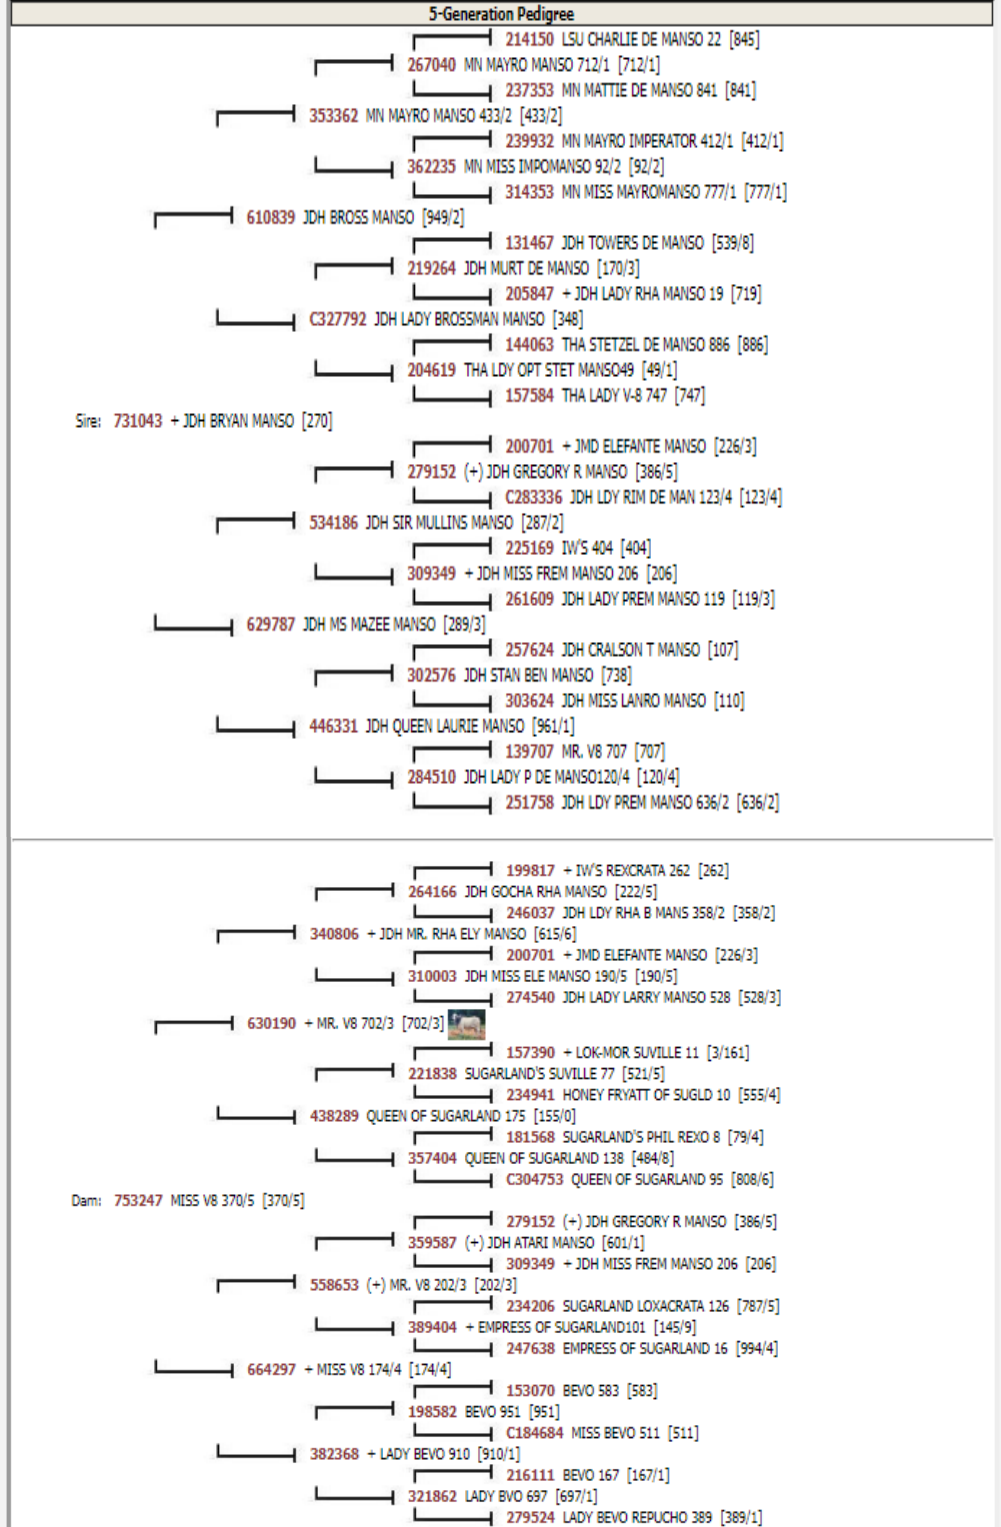 5-Generation Pedigree
214150 LSU CHARLIE DE MANSO 22 [845]
267040 MN MAYRO MANSO 712/1 [712/1]
237353 MN MATTIE DE MANSO 841 [841]
353362 MN MAYRO MANSO 433/2 [433/2]
239932 MN MAYRO IMPERATOR 412/1 [412/1]
362235 MN MISS IMPOMANSO 92/2 [92/2]
314353 MN MISS MAYROMANSO 777/1 [777/1]
610839 JDH BROSS MANSO [949/2]
131467 JDH TOWERS DE MANSO [539/8]
219264 JDH MURT DE MANSO [170/3]
205847 + JDH LADY RHA MANSO 19 [719]
C327792 JDH LADY BROSSMAN MANSO [348]
144063 THA STETZEL DE MANSO 886 [886]
204619 THA LDY OPT STET MANSO49 [49/1]
157584 THA LADY V-8 747 [747]
Sire: 731043 + JDH BRYAN MANSO [270]
200701 + JMD ELEFANTE MANSO [226/3]
279152 (+) JDH GREGORY R MANSO [386/5]
C283336 JDH LDY RIM DE MAN 123/4 [123/4]
534186 JDH SIR MULLINS MANSO [287/2]
225169 IW'S 404 [404]
309349 + JDH MISS FREM MANSO 206 [206]
261609 JDH LADY PREM MANSO 119 [119/3]
629787 JDH MS MAZEE MANSO [289/3]
257624 JDH CRALSON T MANSO [107]
302576 JDH STAN BEN MANSO [738]
303624 JDH MISS LANRO MANSO [110]
446331 JDH QUEEN LAURIE MANSO [961/1]
139707 MR. V8 707 [707]
284510 JDH LADY P DE MANSO120/4 [120/4]
251758 JDH LDY PREM MANSO 636/2 [636/2]
199817 + IW'S REXCRATA 262 [262]
264166 JDH GOCHA RHA MANSO [222/5]
246037 JDH LDY RHA B MANS 358/2 [358/2]
340806 + JDH MR. RHA ELY MANSO [615/6]
200701 + JMD ELEFANTE MANSO [226/3]
310003 JDH MISS ELE MANSO 190/5 [190/5]
274540 JDH LADY LARRY MANSO 528 [528/3]
630190 + MR. V8 702/3 [702/3]
157390 + LOK-MOR SUVILLE 11 [3/161]
221838 SUGARLAND'S SUVILLE 77 [521/5]
234941 HONEY FRYATT OF SUGLD 10 [555/4]
438289 QUEEN OF SUGARLAND 175 [155/0]
181568 SUGARLAND'S PHIL REXO 8 [79/4]
357404 QUEEN OF SUGARLAND 138 [484/8]
C304753 QUEEN OF SUGARLAND 95 [808/6]
Dam: 753247 MISS V8 370/5 [370/5]
279152 (+) JDH GREGORY R MANSO [386/5]
359587 (+) JDH ATARI MANSO [601/1]
309349 + JDH MISS FREM MANSO 206 [206]
558653 (+) MR. V8 202/3 [202/3]
234206 SUGARLAND LOXACRATA 126 [787/5]
389404 + EMPRESS OF SUGARLAND101 [145/9]
247638 EMPRESS OF SUGARLAND 16 [994/4]
664297 + MISS V8 174/4 [174/4]
153070 BEVO 583 [583]
198582 BEVO 951 [951]
C184684 MISS BEVO 511 [511]
382368 + LADY BEVO 910 [910/1]
216111 BEVO 167 [167/1]
321862 LADY BVO 697 [697/1]
279524 LADY BEVO REPUCHO 389 [389/1]